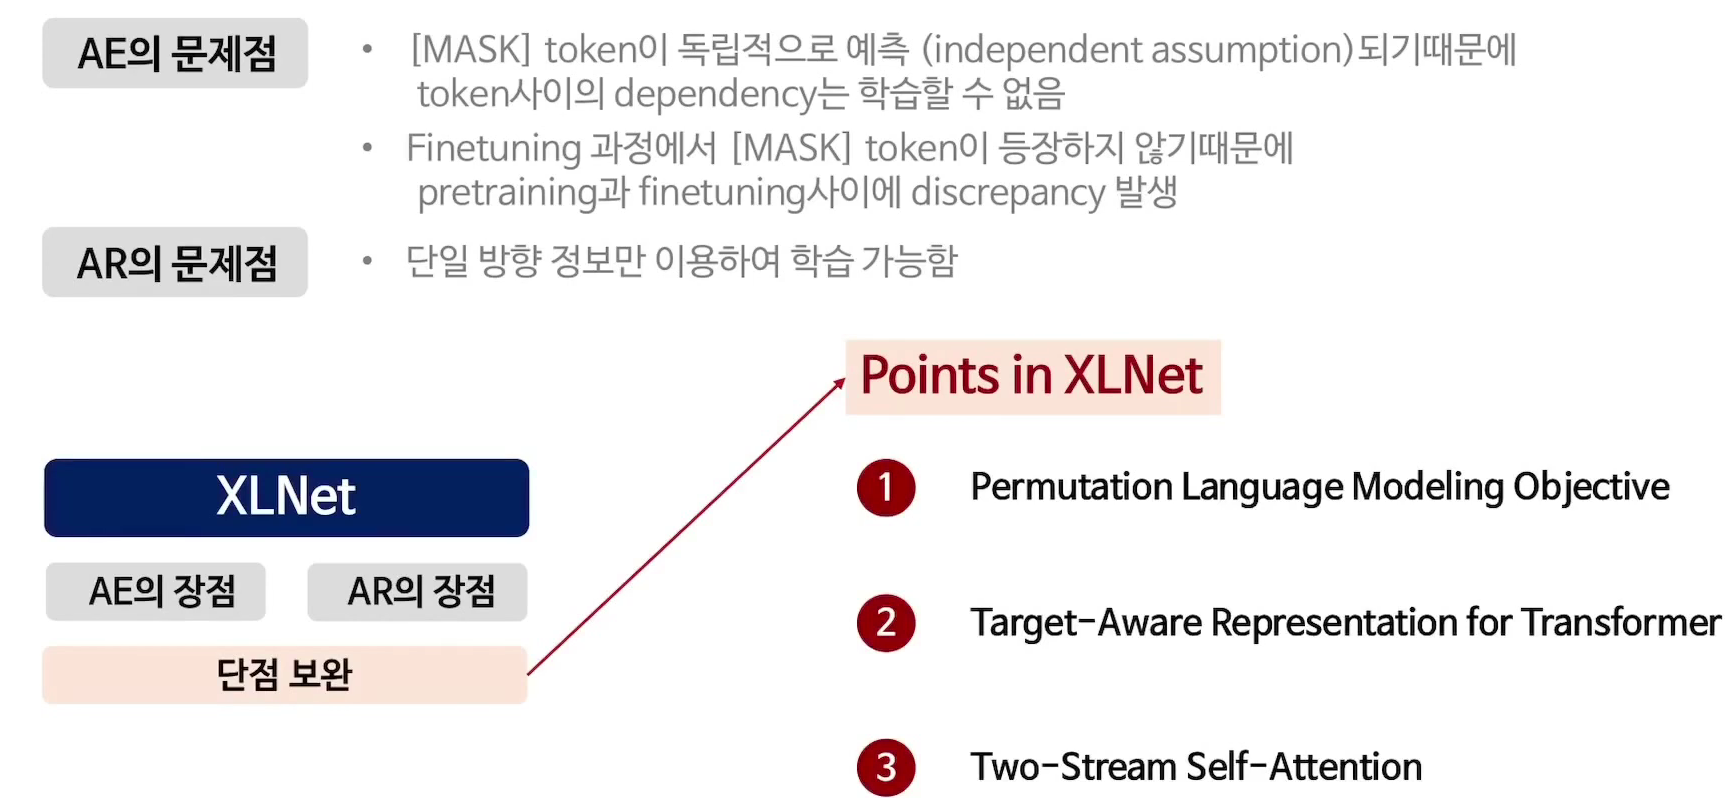 AE의 문제점
• [MASK] token이 독립적으로 예측 (independent assumption)되기때문에
token사이의 dependency는 학습할 수 없음
• Finetuning 과정에서 [MASK] token이 등장하지 않기때문에
pretraining과 finetuning사이에 discrepancy 발생
AR의 문제점
• 단일 방향 정보만 이용하여 학습 가능함
Points in XLNet
XLNet
AE의 장점
AR의 장점
단점 보완
1 Permutation Language Modeling Objective
2 Target-Aware Representation for Transformer
3 Two-Stream Self-Attention